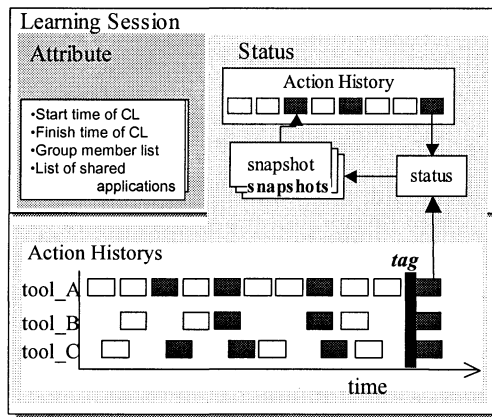 Learning Session
Attribute
•Start time of CL
•Finish time of CL
•Group member list
•List of shared
applications
Status
Action History
snapshot
snapshots
status
Action Historys
tag
tool_A
tool_B
tool_C
time